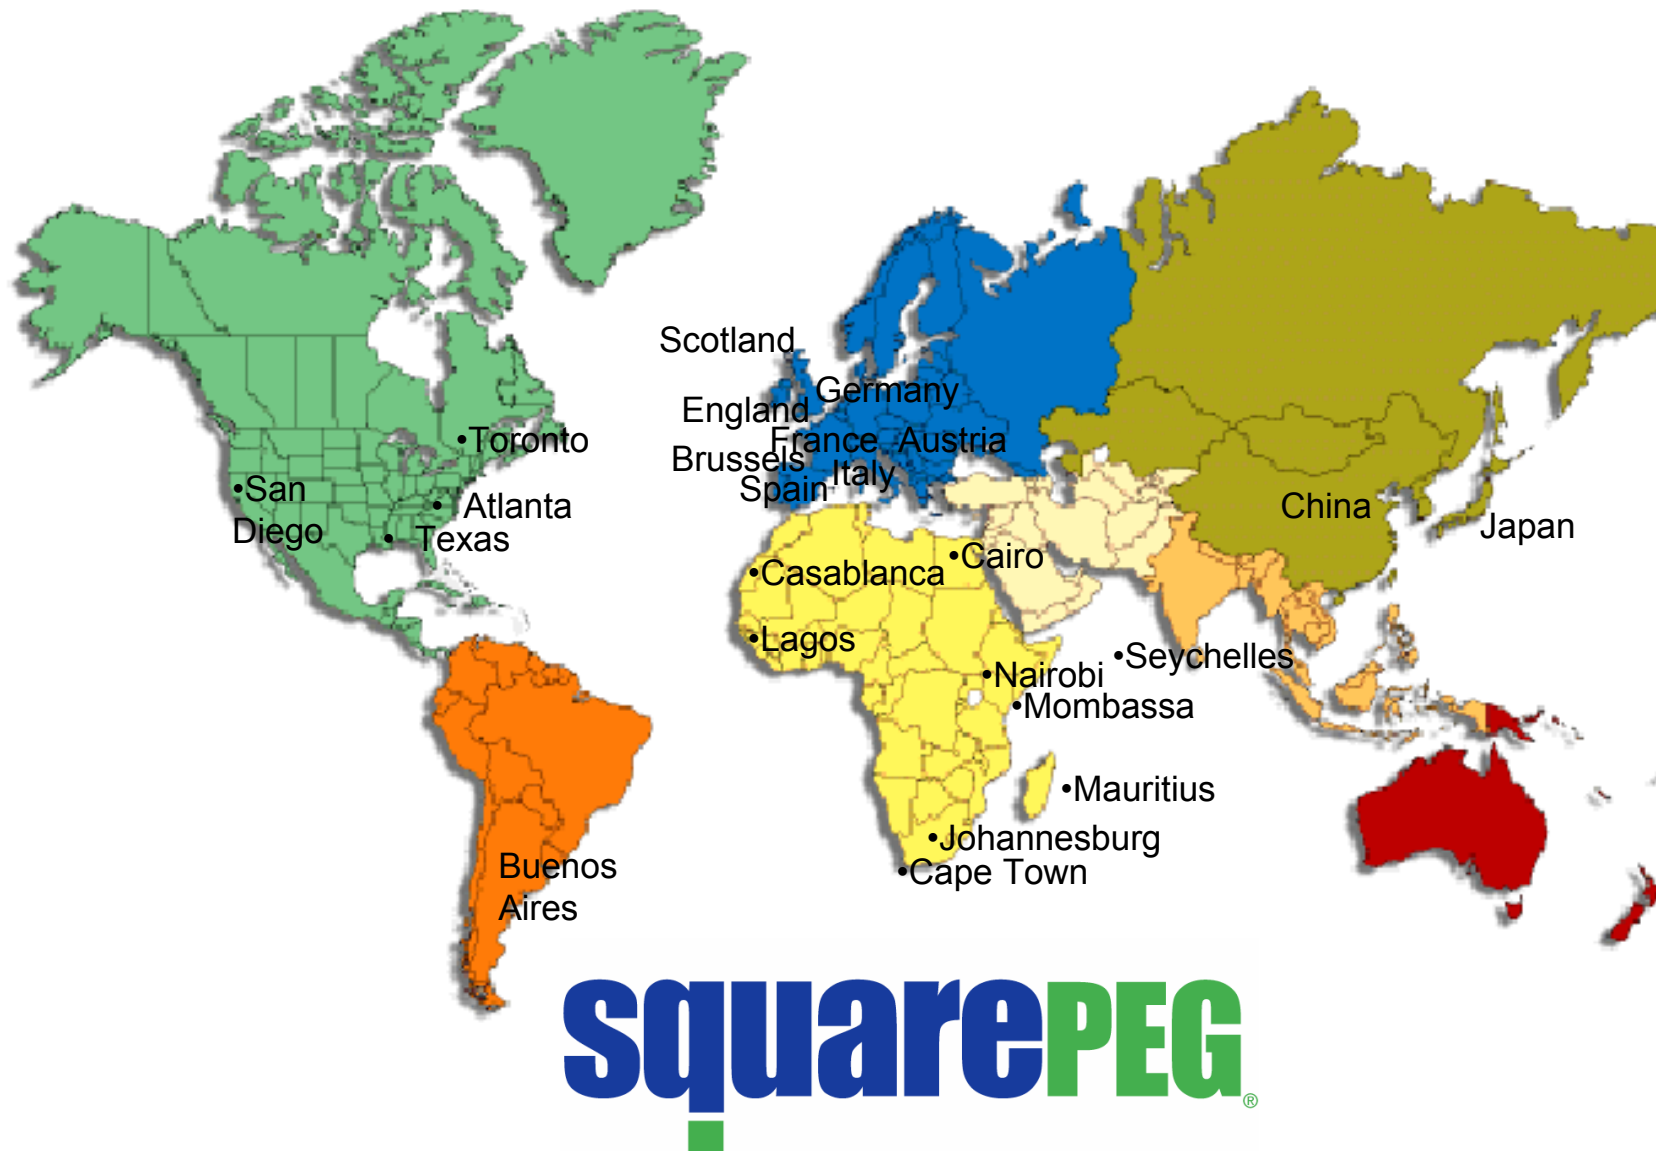 Scotland
Germany
England
•Toronto
France Austria
Brussels
Italy
•San
Diego
Spain
• Atlanta
China
Japan
• Texas
•Cairo
•Casablanca
•Lagos
•Seychelles
•Nairobi
•Mombassa
•Mauritius
•Johannesburg
•Cape Town
Buenos
Aires
squarePEG®